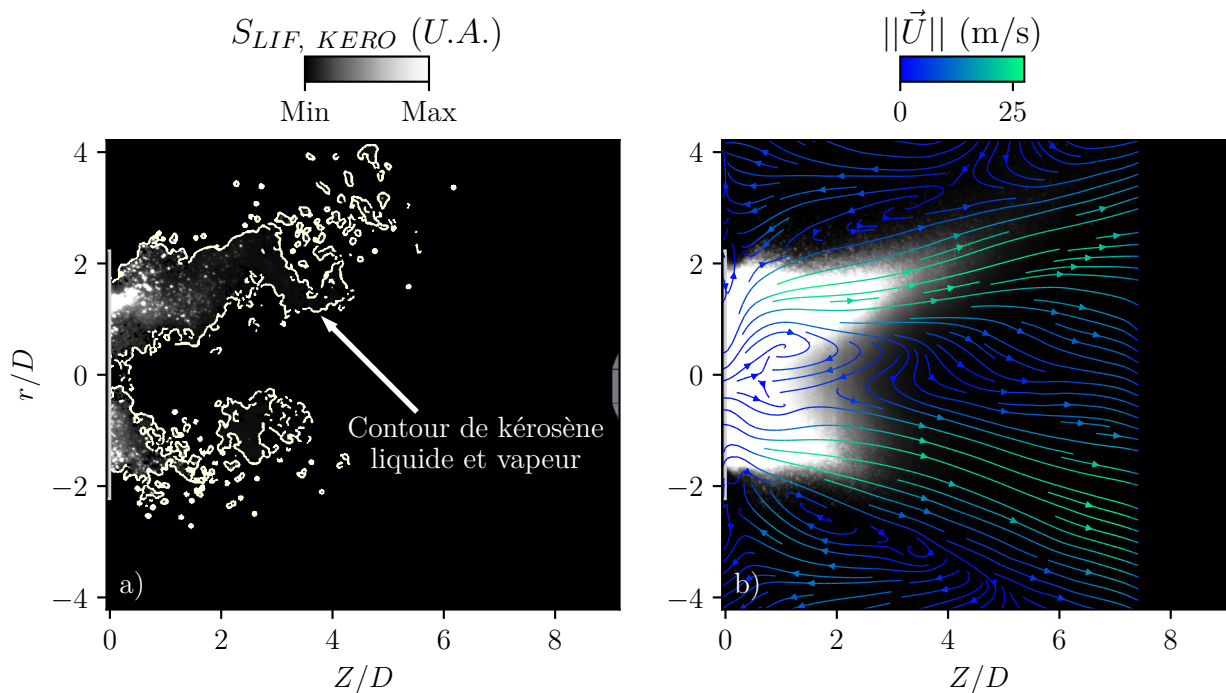 S_{LIF, KERO} (U.A.)
Min Max
||\vec{U}|| (m/s)
0 25
4
2
0
−2
−4
r/D
Contour de kérosène
liquide et vapeur
a)
0 2 4 6 8
Z/D
4
2
0
−2
−4
b)
0 2 4 6 8
Z/D